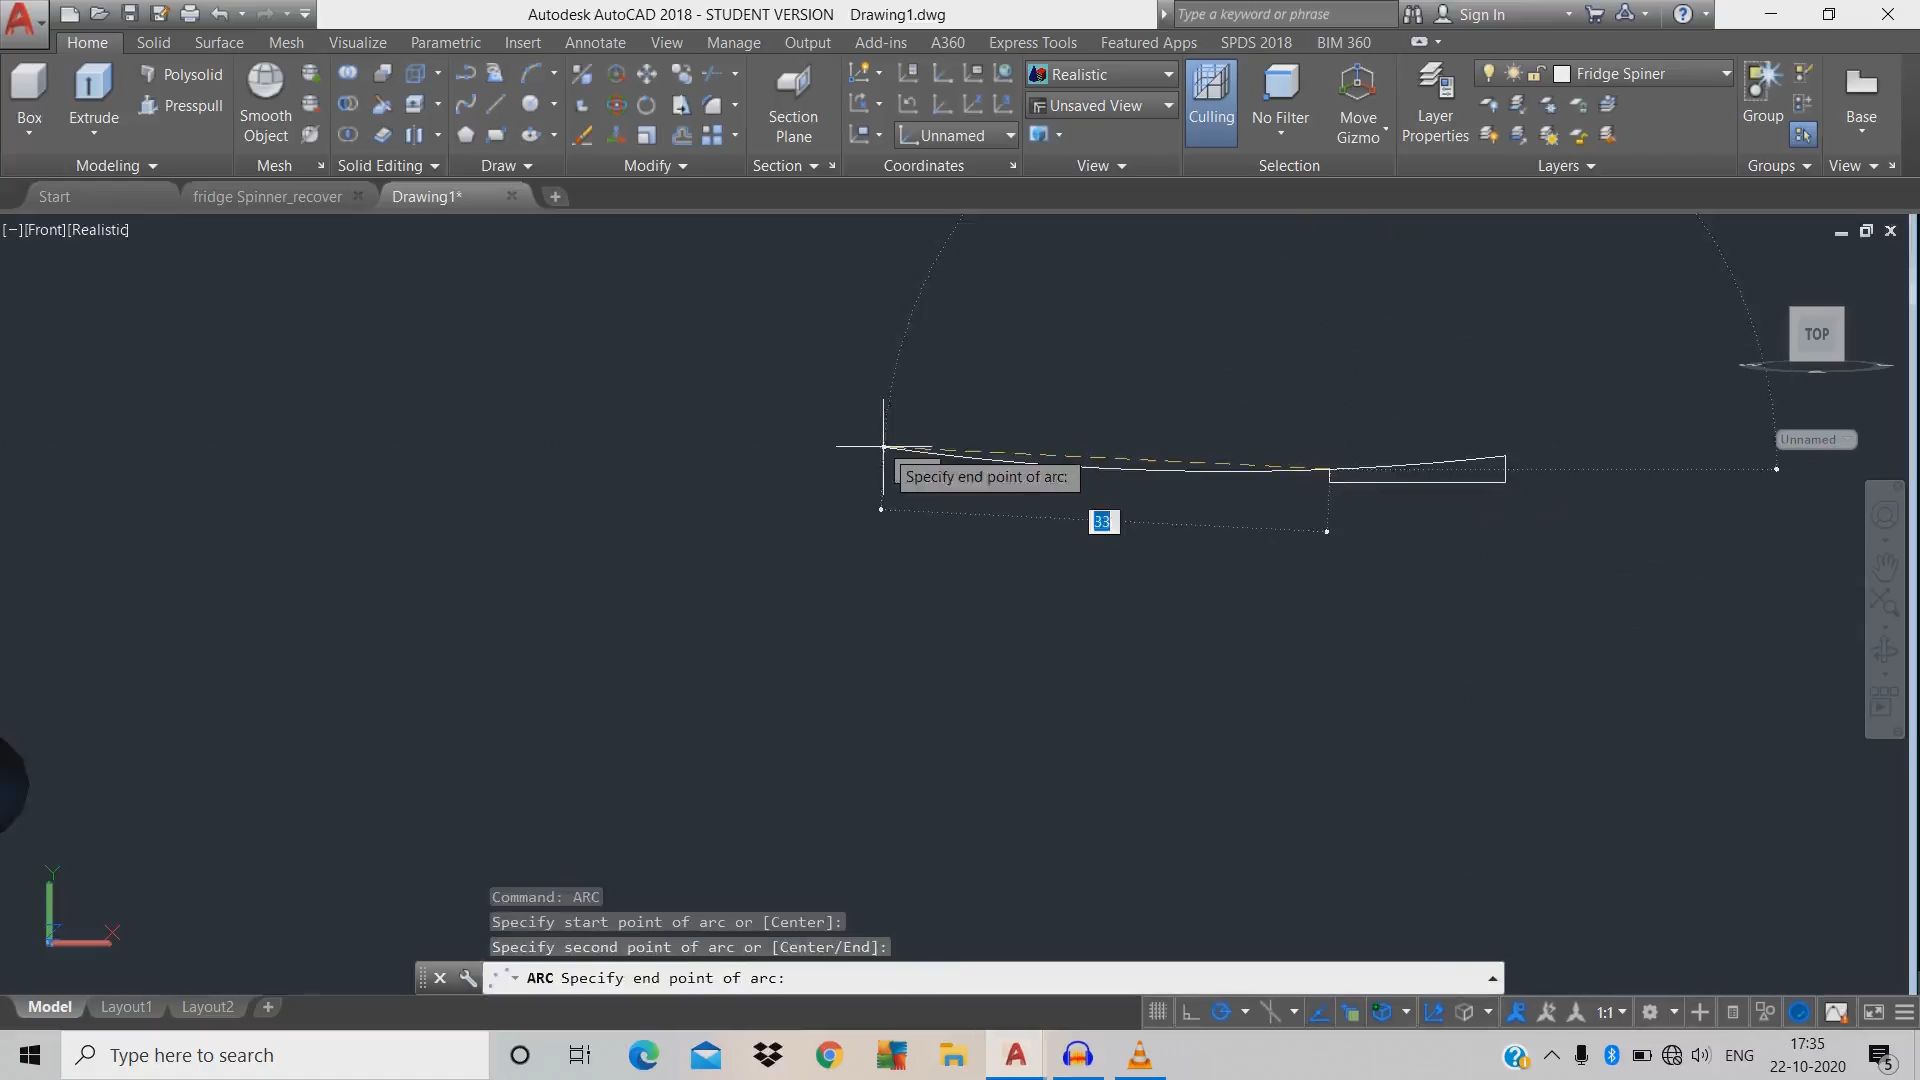 Autodesk AutoCAD 2018 - STUDENT VERSION Drawing1.dwg
Type a keyword or phrase
Sign In
Home Solid Surface Mesh Visualize Parametric Insert Annotate View Manage Output Add-ins A360 Express Tools Featured Apps SPDS 2018 BIM 360
Box
Extrude
Polysolid
Presspull
Smooth
Object
Section
Plane
Realistic
Unsaved View
Unnamed
Culling
No Filter
Move
Gizmo
Layer
Properties
Fridge Spiner
Group
Base
Modeling Mesh Solid Editing Draw Modify Section Coordinates View Selection Layers Groups View
Start fridge Spinner_recover Drawing1*
[−][Front][Realistic]
TOP
Unnamed
Specify end point of arc:
33
Y
X
Command: ARC
Specify start point of arc or [Center]:
Specify second point of arc or [Center/End]:
ARC Specify end point of arc:
Model Layout1 Layout2
1:1
Type here to search
ENG
17:35
22-10-2020
5